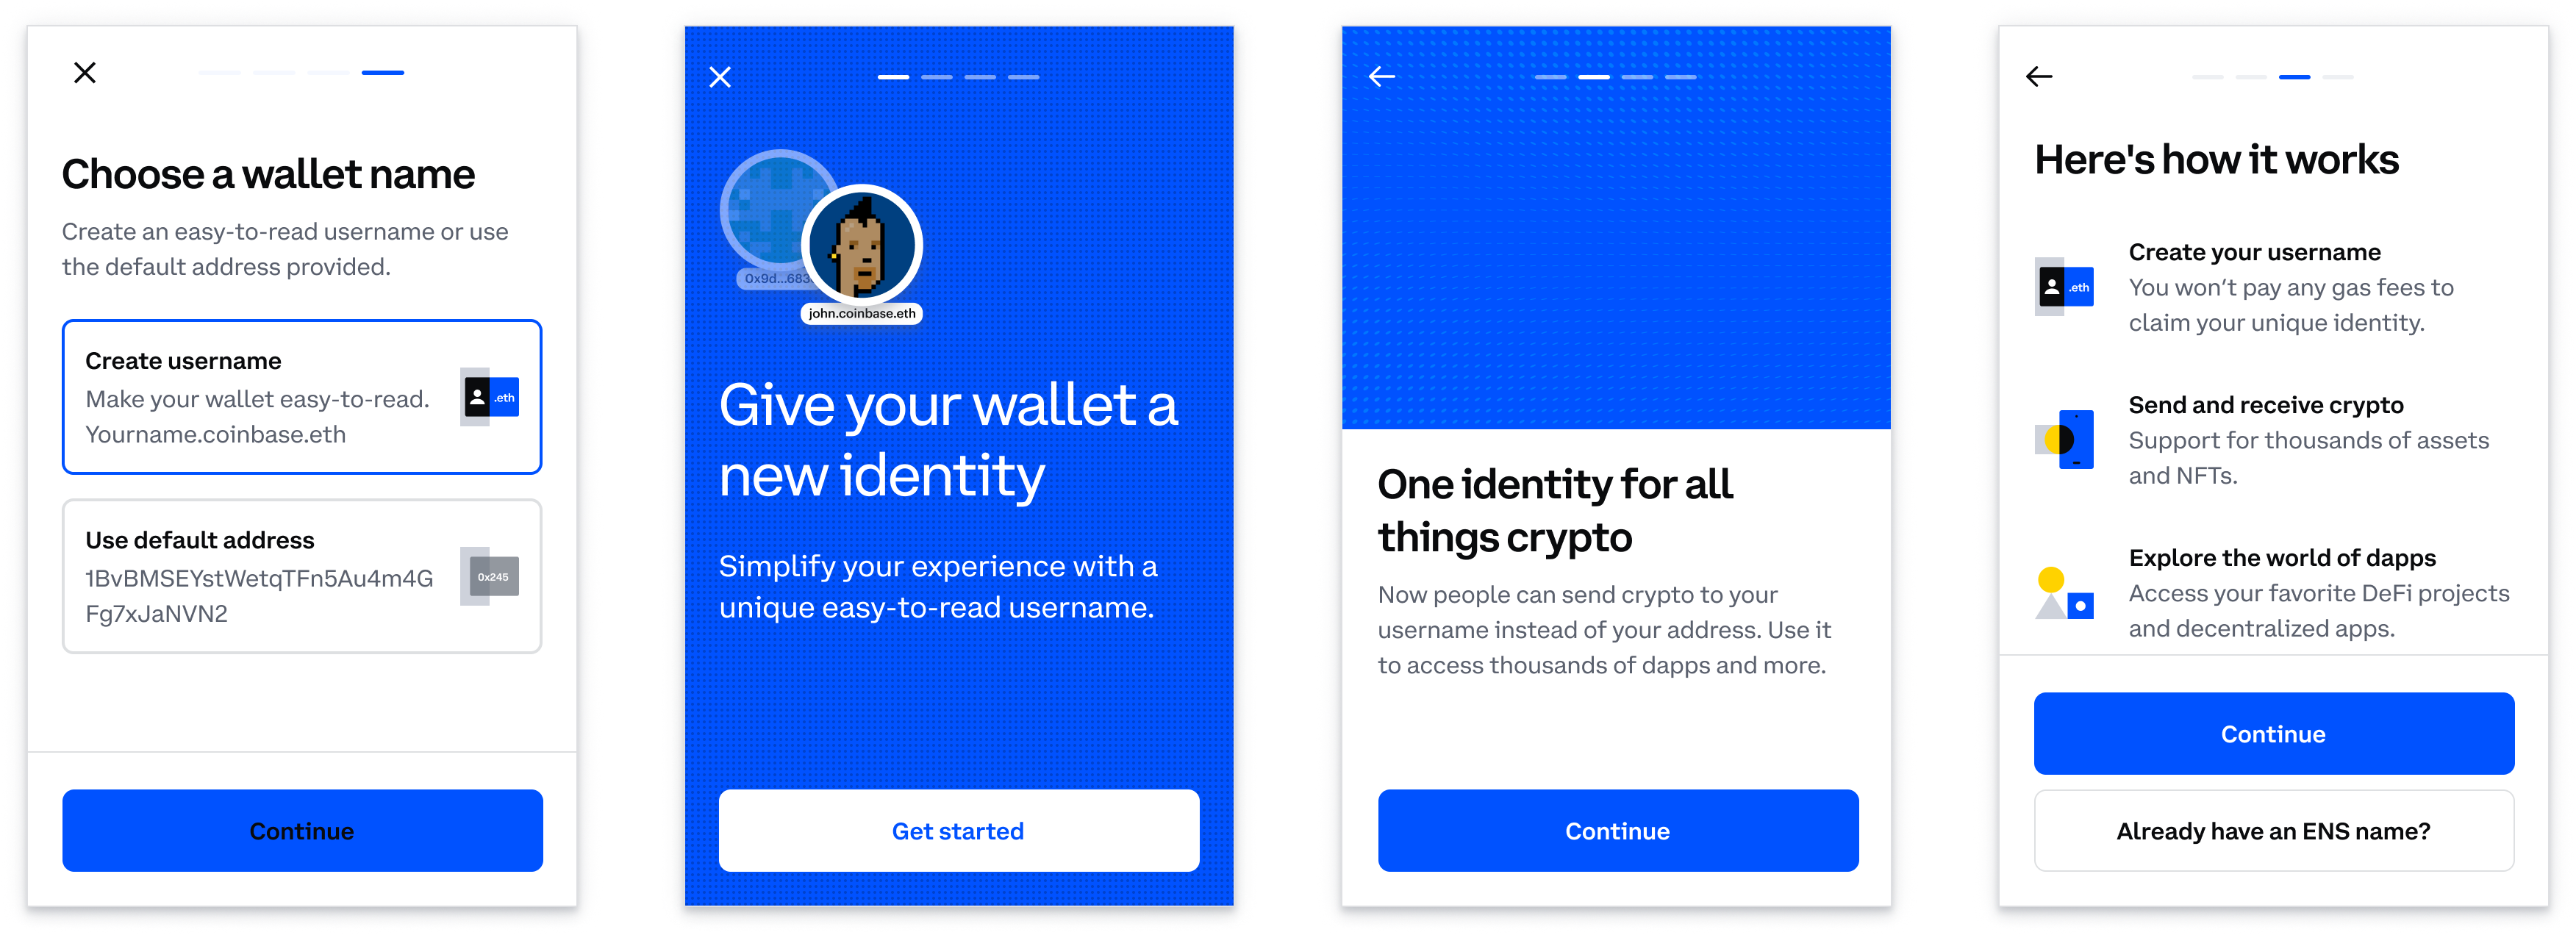 Choose a wallet name
Create an easy-to-read username or use
the default address provided.
Create username
Make your wallet easy-to-read.
Yourname.coinbase.eth
.eth
Use default address
1BvBMSEYstWetqTFn5Au4m4G
Fg7xJaNVN2
0x245
Continue
0x9d...683
john.coinbase.eth
Give your wallet a
new identity
Simplify your experience with a
unique easy-to-read username.
Get started
One identity for all
things crypto
Now people can send crypto to your
username instead of your address. Use it
to access thousands of dapps and more.
Continue
Here's how it works
Create your username
You won’t pay any gas fees to
claim your unique identity.
.eth
Send and receive crypto
Support for thousands of assets
and NFTs.
Explore the world of dapps
Access your favorite DeFi projects
and decentralized apps.
Continue
Already have an ENS name?